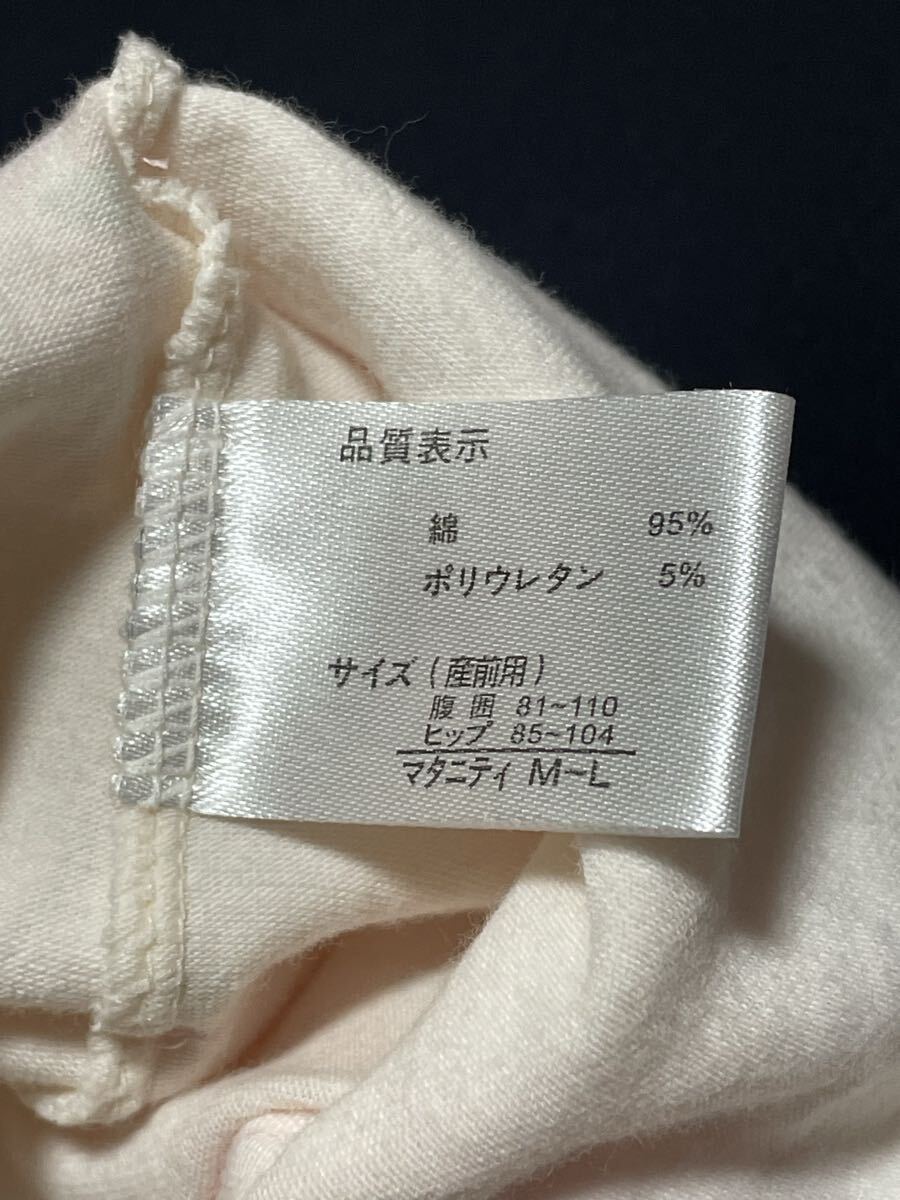 品質表示
綿 95%
ポリウレタン 5%
サイズ(産前用)
腹囲 81~110
ヒップ 85~104
マタニティ M~L